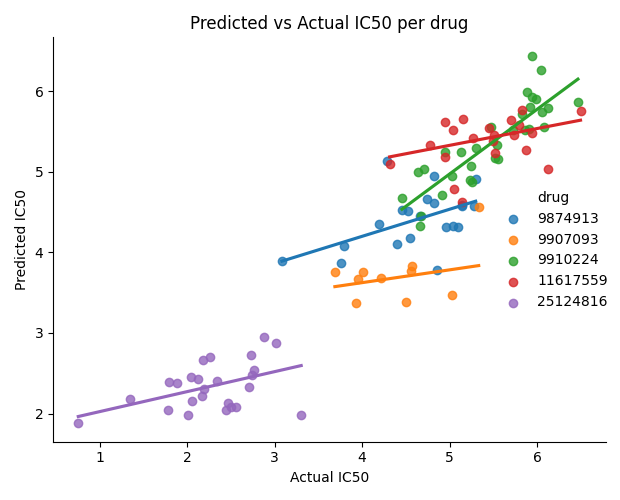 Predicted vs Actual IC50 per drug
Predicted IC50
6
5
4
3
2
drug
9874913
9907093
9910224
11617559
25124816
1 2 3 4 5 6
Actual IC50